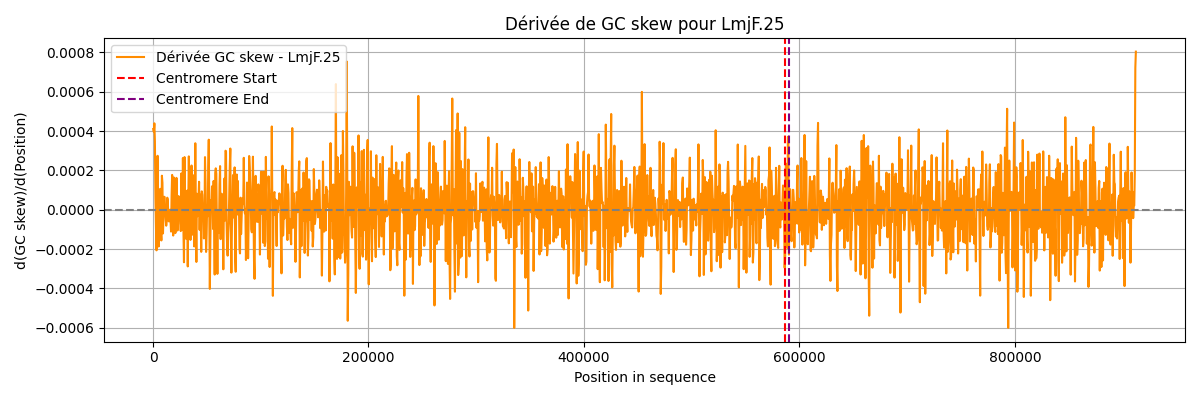 Dérivée de GC skew pour LmjF.25
Dérivée GC skew - LmjF.25
Centromere Start
Centromere End
d(GC skew)/d(Position)
0.0008
0.0006
0.0004
0.0002
0.0000
−0.0002
−0.0004
−0.0006
0
200000
400000
600000
800000
Position in sequence